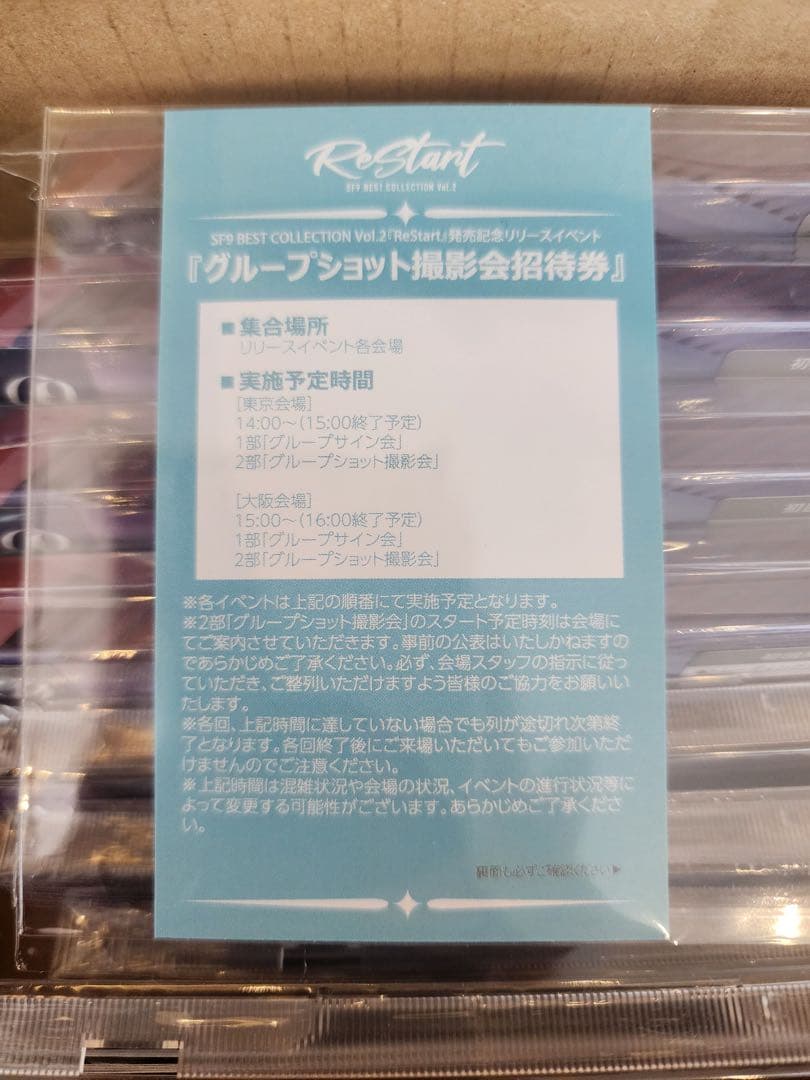 ReStart
SF9 BEST COLLECTION Vol.2
SF9 BEST COLLECTION Vol.2『ReStart』発売記念リリースイベント
『グループショット撮影会招待券』
■ 集合場所
リリースイベント各会場
■ 実施予定時間
[東京会場]
14:00～(15:00終了予定)
1部「グループサイン会」
2部「グループショット撮影会」
[大阪会場]
15:00～(16:00終了予定)
1部「グループサイン会」
2部「グループショット撮影会」
※各イベントは上記の順番にて実施予定となります。
※2部「グループショット撮影会」のスタート予定時刻は会場に
てご案内させていただきます。事前の公表はいたしかねますの
であらかじめご了承ください。必ず、会場スタッフの指示に従っ
ていただき、ご整列いただけますよう皆様のご協力をお願いい
たします。
※各回、上記時間に達していない場合でも列が途切れ次第終
了となります。各回終了後にご来場いただいてもご参加いただ
けませんのでご注意ください。
※上記時間は混雑状況や会場の状況、イベントの進行状況等に
よって変更する可能性がございます。あらかじめご了承くださ
い。
裏面も必ずご確認ください▶
初